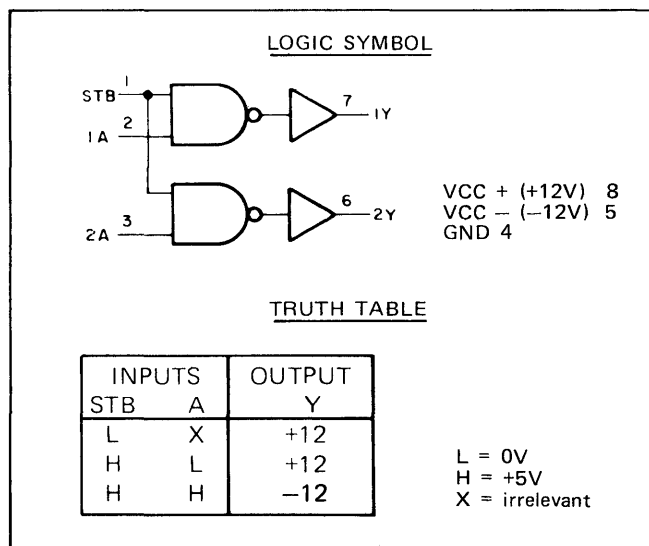 LOGIC SYMBOL
STB 1
1A 2
7 1Y
2A 3
6 2Y
VCC + (+12V) 8
VCC − (−12V) 5
GND 4
TRUTH TABLE
INPUTS OUTPUT
STB A Y
L X +12
H L +12
H H −12
L = 0V
H = +5V
X = irrelevant